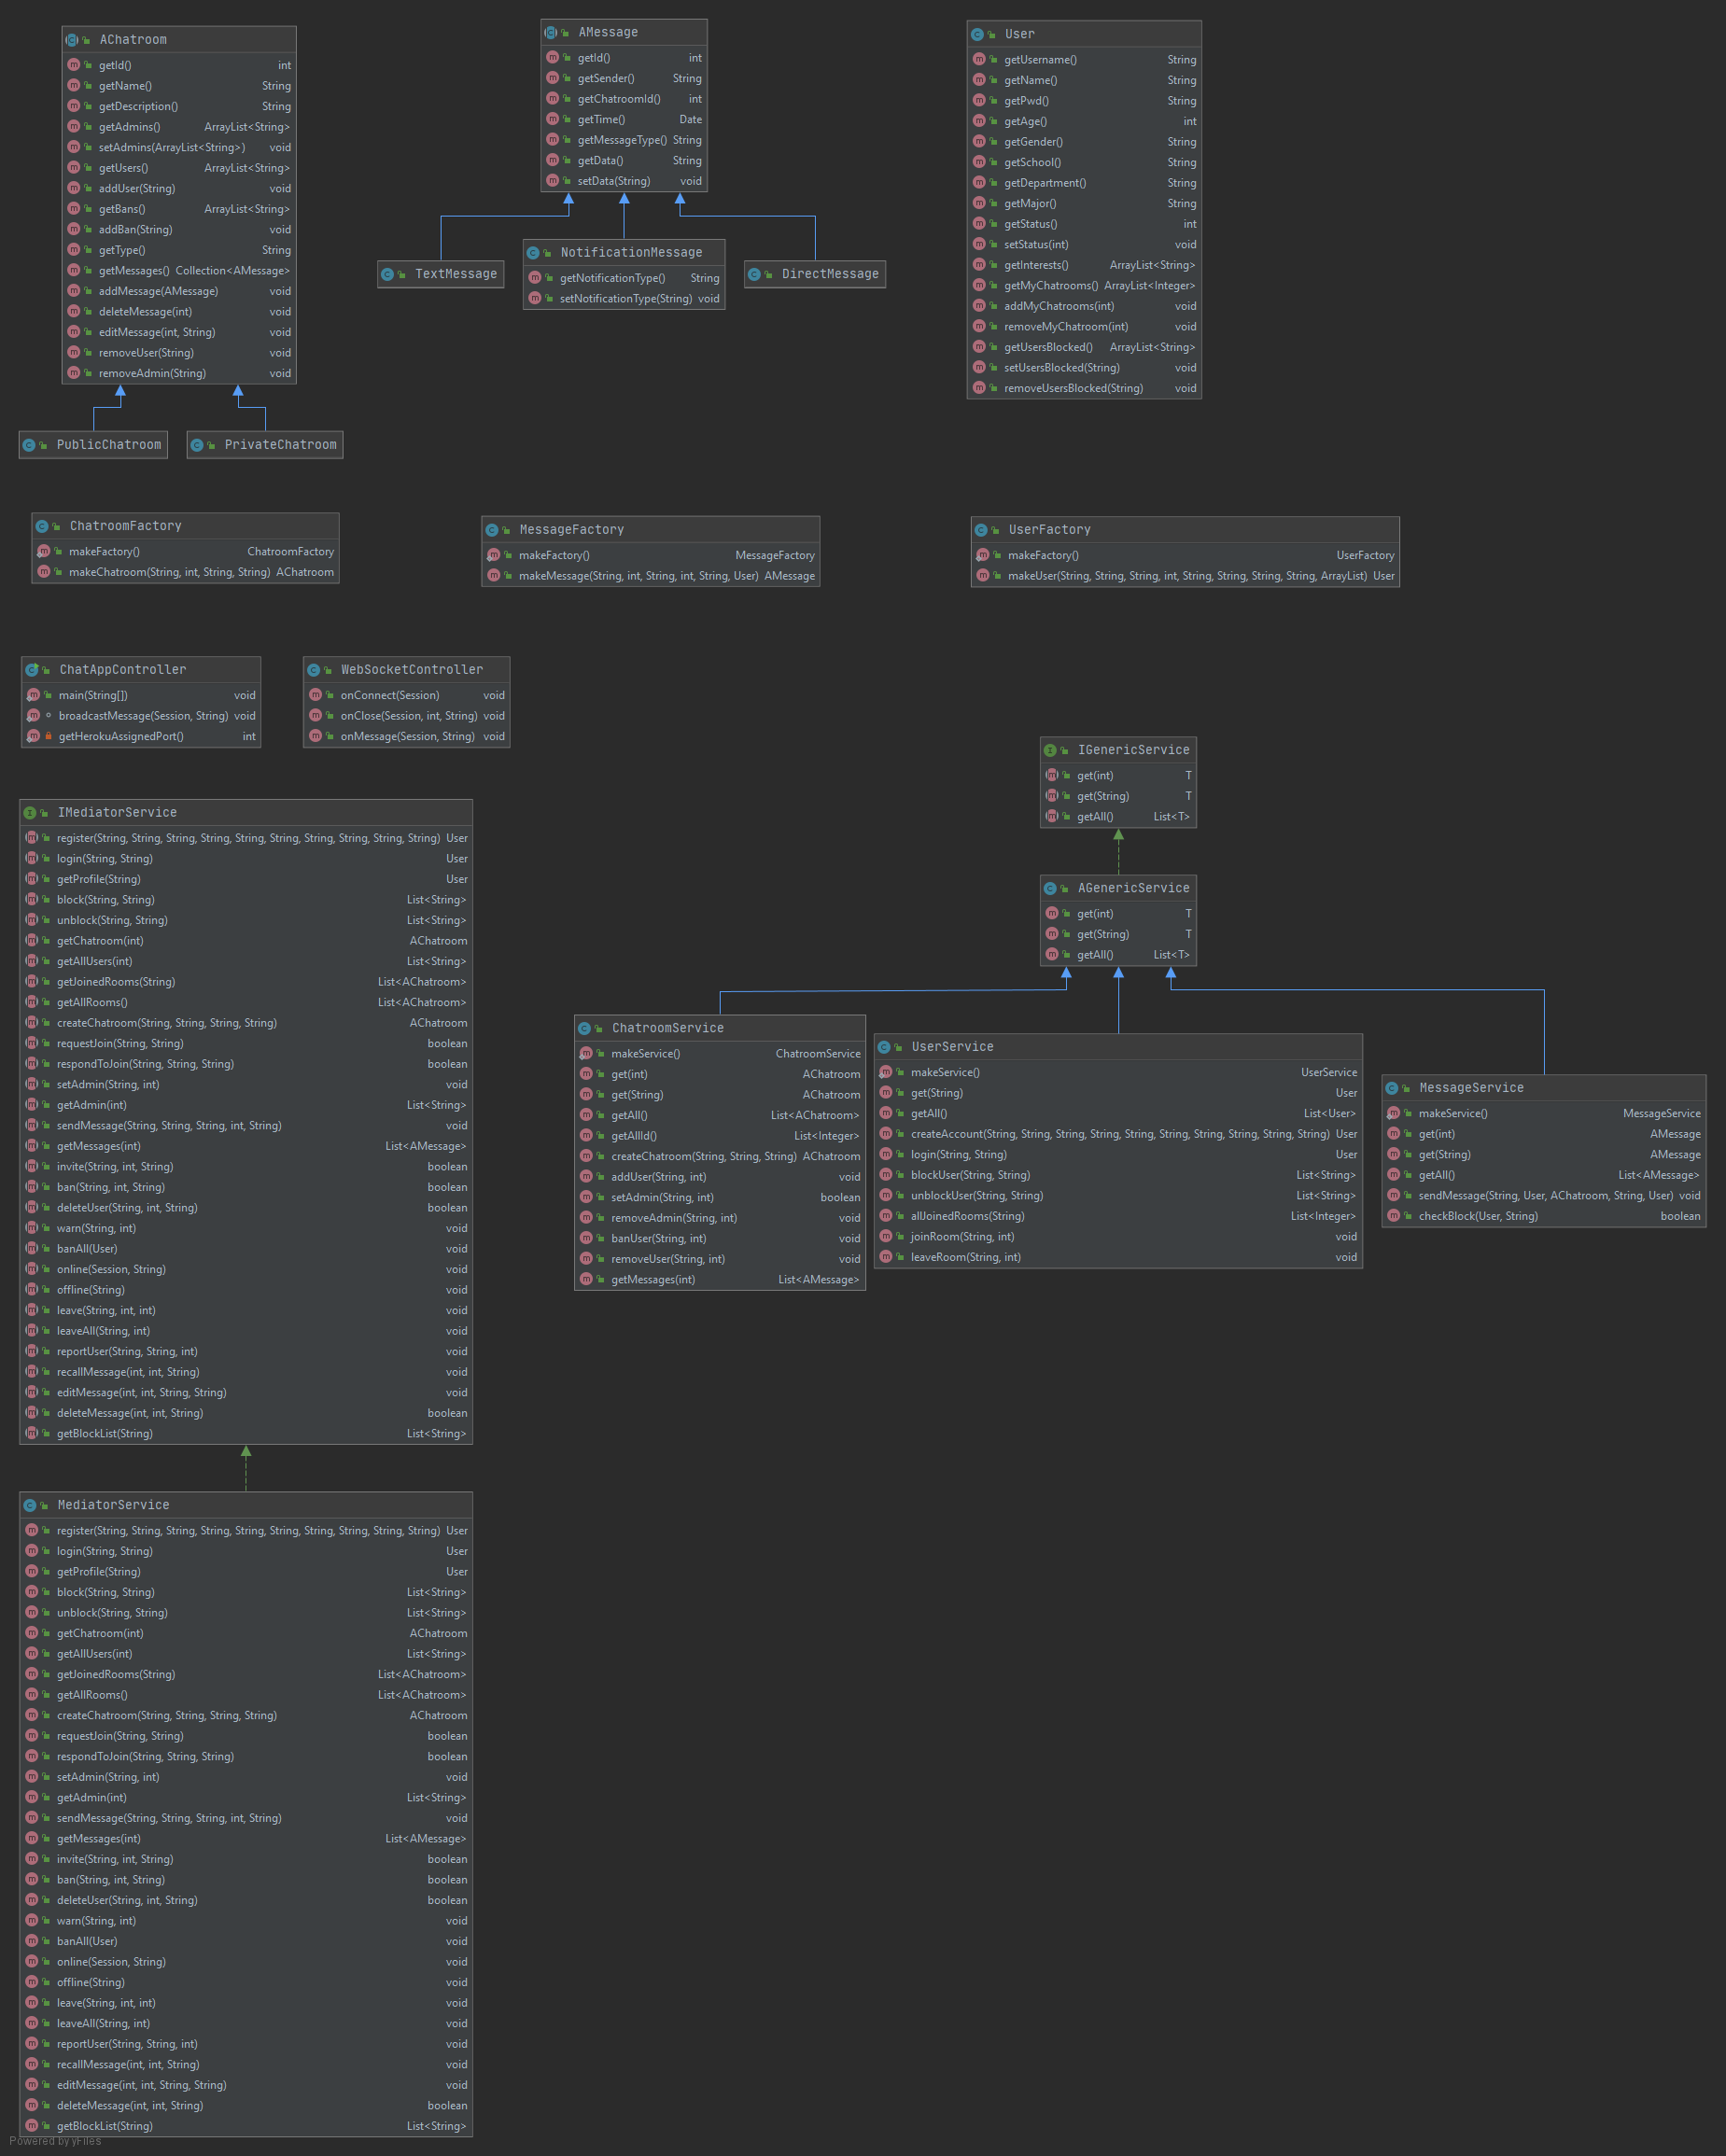 AChatroom
getId() int
getName() String
getDescription() String
getAdmins() ArrayList<String>
setAdmins(ArrayList<String>) void
getUsers() ArrayList<String>
addUser(String) void
getBans() ArrayList<String>
addBan(String) void
getType() String
getMessages() Collection<AMessage>
addMessage(AMessage) void
deleteMessage(int) void
editMessage(int, String) void
removeUser(String) void
removeAdmin(String) void
PublicChatroom
PrivateChatroom
AMessage
getId() int
getSender() String
getChatroomId() int
getTime() Date
getMessageType() String
getData() String
setData(String) void
TextMessage
NotificationMessage
getNotificationType() String
setNotificationType(String) void
DirectMessage
User
getUsername() String
getName() String
getPwd() String
getAge() int
getGender() String
getSchool() String
getDepartment() String
getMajor() String
getStatus() int
setStatus(int) void
getInterests() ArrayList<String>
getMyChatrooms() ArrayList<Integer>
addMyChatrooms(int) void
removeMyChatroom(int) void
getUsersBlocked() ArrayList<String>
setUsersBlocked(String) void
removeUsersBlocked(String) void
ChatroomFactory
makeFactory() ChatroomFactory
makeChatroom(String, int, String, String) AChatroom
MessageFactory
makeFactory() MessageFactory
makeMessage(String, int, String, int, String, User) AMessage
UserFactory
makeFactory() UserFactory
makeUser(String, String, String, int, String, String, String, String, ArrayList) User
ChatAppController
main(String[]) void
broadcastMessage(Session, String) void
getHerokuAssignedPort() int
WebSocketController
onConnect(Session) void
onClose(Session, int, String) void
onMessage(Session, String) void
IMediatorService
register(String, String, String, String, String, String, String, String, String, String) User
login(String, String) User
getProfile(String) User
block(String, String) List<String>
unblock(String, String) List<String>
getChatroom(int) AChatroom
getAllUsers(int) List<String>
getJoinedRooms(String) List<AChatroom>
getAllRooms() List<AChatroom>
createChatroom(String, String, String, String) AChatroom
requestJoin(String, String) boolean
respondToJoin(String, String, String) boolean
setAdmin(String, int) void
getAdmin(int) List<String>
sendMessage(String, String, String, int, String) void
getMessages(int) List<AMessage>
invite(String, int, String) boolean
ban(String, int, String) boolean
deleteUser(String, int, String) boolean
warn(String, int) void
banAll(User) void
online(Session, String) void
offline(String) void
leave(String, int, int) void
leaveAll(String, int) void
reportUser(String, String, int) void
recallMessage(int, int, String) void
editMessage(int, int, String, String) void
deleteMessage(int, int, String) boolean
getBlockList(String) List<String>
IGenericService
get(int) T
get(String) T
getAll() List<T>
AGenericService
get(int) T
get(String) T
getAll() List<T>
ChatroomService
makeService() ChatroomService
get(int) AChatroom
get(String) AChatroom
getAll() List<AChatroom>
getAllId() List<Integer>
createChatroom(String, String, String) AChatroom
addUser(String, int) void
setAdmin(String, int) boolean
removeAdmin(String, int) void
banUser(String, int) void
removeUser(String, int) void
getMessages(int) List<AMessage>
UserService
makeService() UserService
get(String) User
getAll() List<User>
createAccount(String, String, String, String, String, String, String, String, String, String) User
login(String, String) User
blockUser(String, String) List<String>
unblockUser(String, String) List<String>
allJoinedRooms(String) List<Integer>
joinRoom(String, int) void
leaveRoom(String, int) void
MessageService
makeService() MessageService
get(int) AMessage
get(String) AMessage
getAll() List<AMessage>
sendMessage(String, User, AChatroom, String, User) void
checkBlock(User, String) boolean
MediatorService
register(String, String, String, String, String, String, String, String, String, String) User
login(String, String) User
getProfile(String) User
block(String, String) List<String>
unblock(String, String) List<String>
getChatroom(int) AChatroom
getAllUsers(int) List<String>
getJoinedRooms(String) List<AChatroom>
getAllRooms() List<AChatroom>
createChatroom(String, String, String, String) AChatroom
requestJoin(String, String) boolean
respondToJoin(String, String, String) boolean
setAdmin(String, int) void
getAdmin(int) List<String>
sendMessage(String, String, String, int, String) void
getMessages(int) List<AMessage>
invite(String, int, String) boolean
ban(String, int, String) boolean
deleteUser(String, int, String) boolean
warn(String, int) void
banAll(User) void
online(Session, String) void
offline(String) void
leave(String, int, int) void
leaveAll(String, int) void
reportUser(String, String, int) void
recallMessage(int, int, String) void
editMessage(int, int, String, String) void
deleteMessage(int, int, String) boolean
getBlockList(String) List<String>
Powered by yFiles